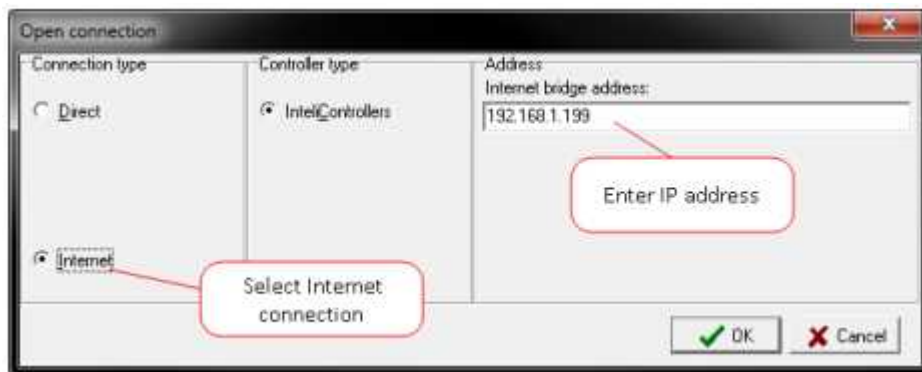 Open connection
Connection type
Direct
Internet
Controller type
InteliControllers
Address
Internet bridge address:
192.168.1.199
Enter IP address
Select Internet
connection
OK
Cancel